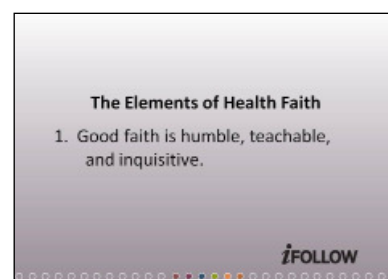 The Elements of Health Faith
1. Good faith is humble, teachable,
and inquisitive.
iFOLLOW